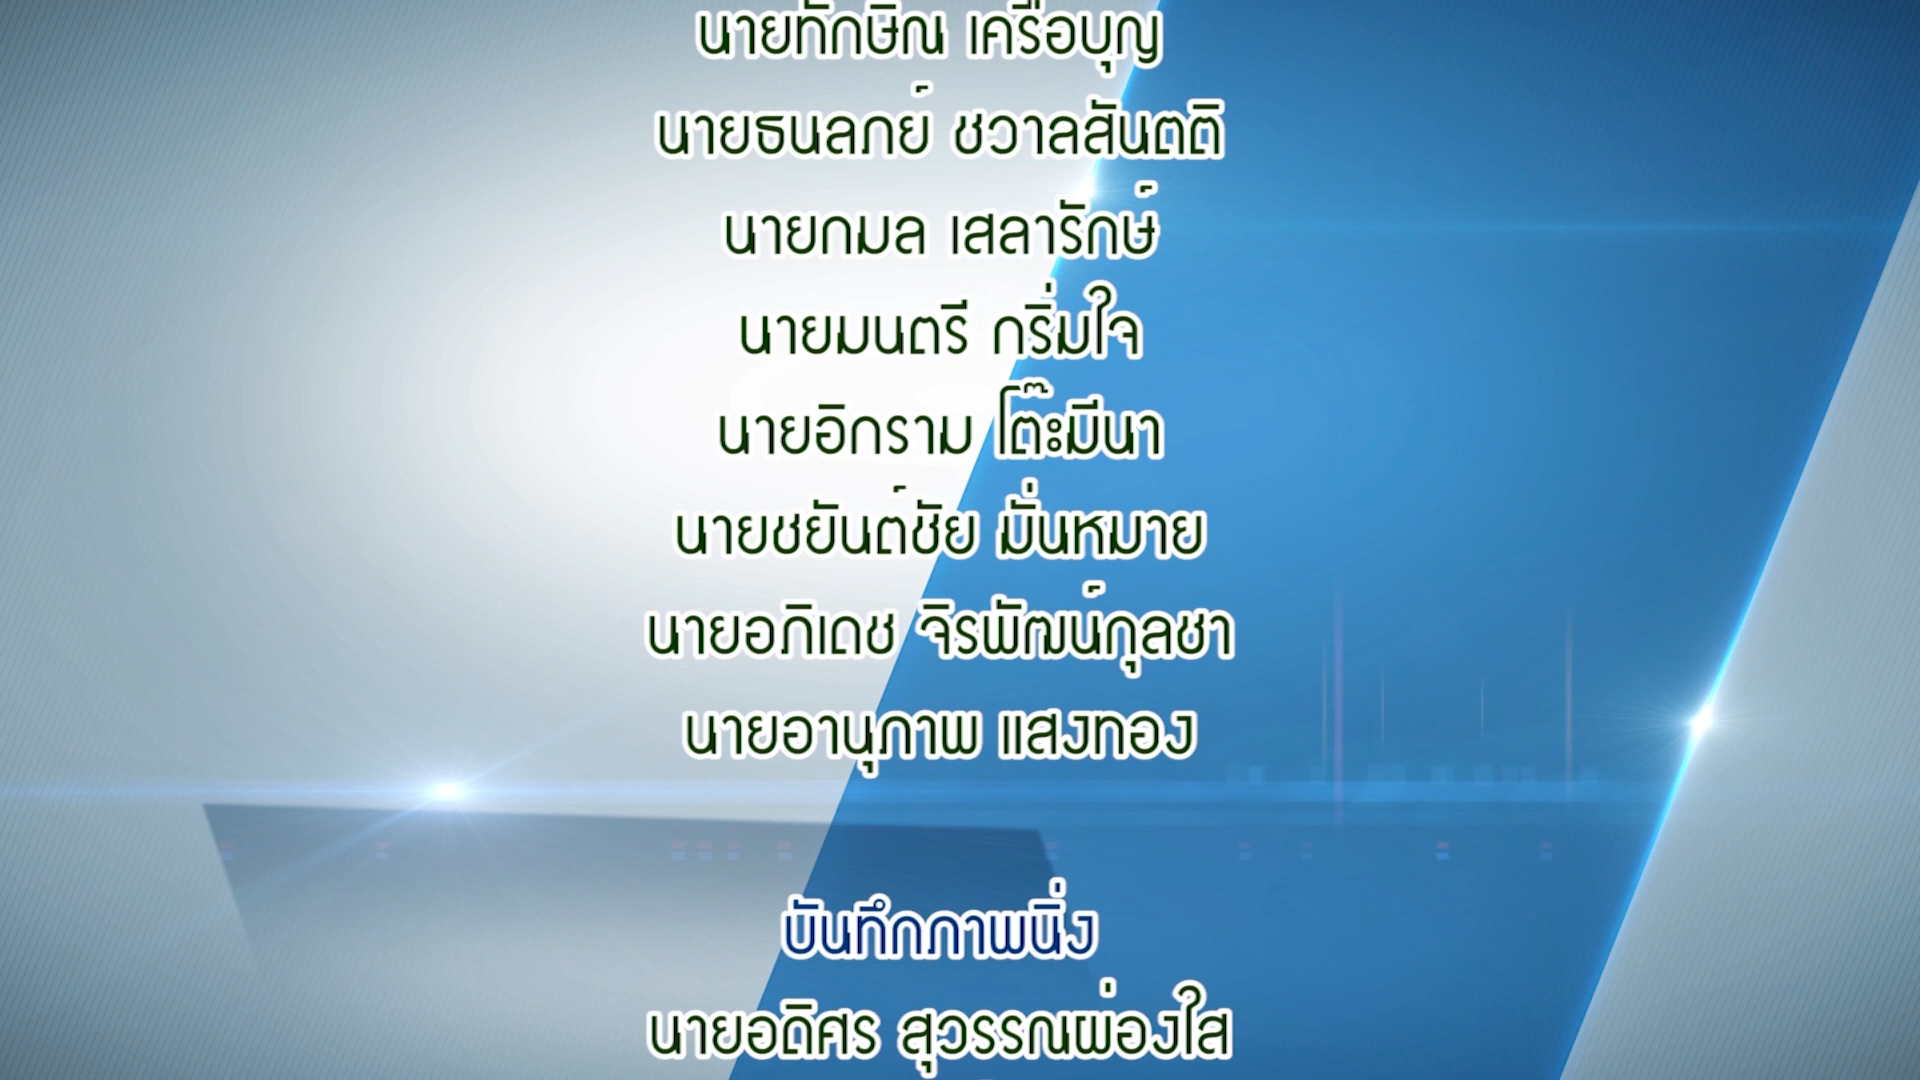 นายทักษิณ เครือบุญ
นายธนลภย์ ชวาลสันตติ
นายกมล เสลารักษ์
นายมนตรี กริ่มใจ
นายอิกราม โต๊ะมีนา
นายชยันต์ชัย มั่นหมาย
นายอภิเดช จิรพัฒน์กุลชา
นายอานุภาพ แสงทอง
บันทึกภาพนิ่ง
นายอดิศร สุวรรณผ่องใส